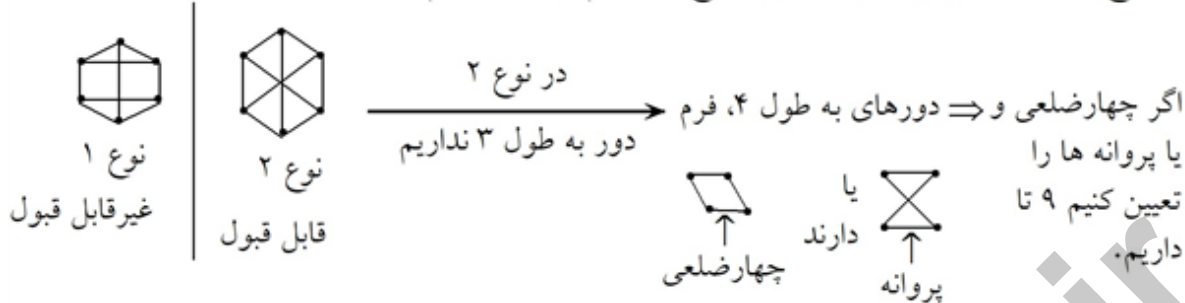 در نوع ۲
دور به طول ۳ نداریم
اگر چهارضلعی و ⇐ دورهای به طول ۴، فرم
یا پروانه ها را
تعیین کنیم ۹ تا
داریم.
یا
دارند
چهارضلعی
پروانه
نوع ۲
قابل قبول
نوع ۱
غیرقابل قبول